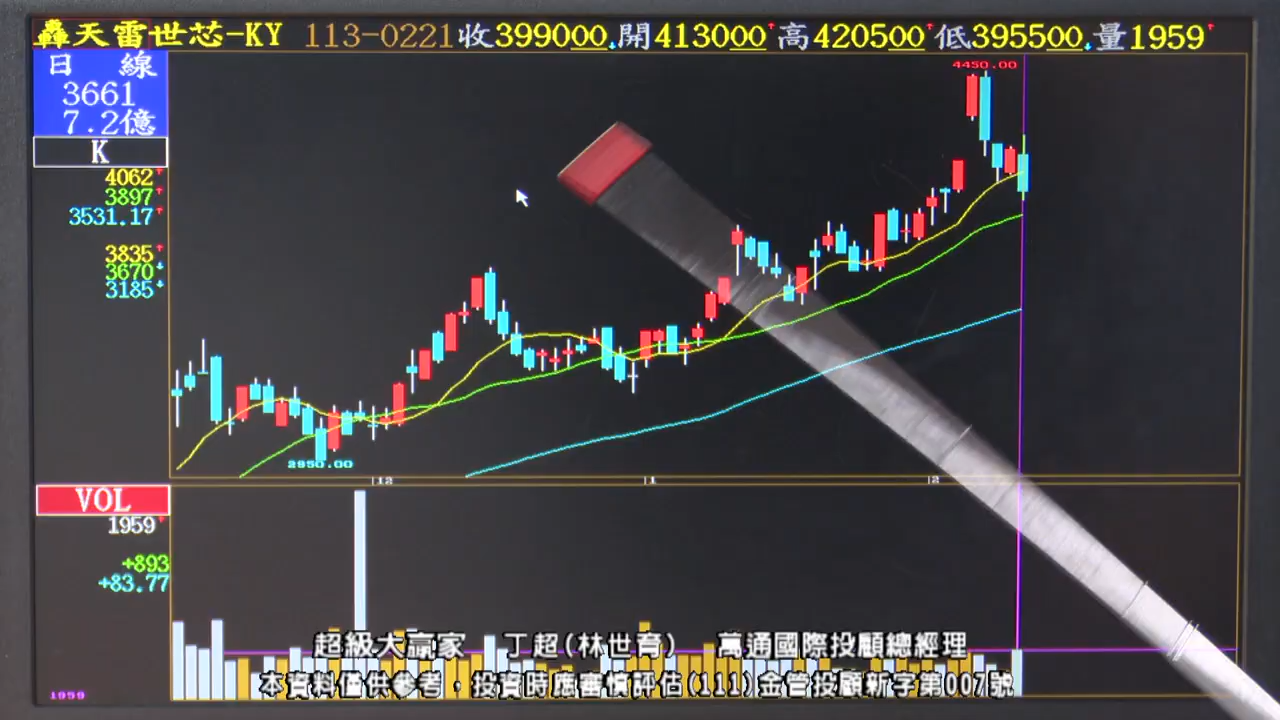 轟天雷世芯-KY 113-0221收399000↓開413000↑高420500↑低395500↓量1959↑
日 線
3661
7.2億
K
4062↑
3897↑
3531.17↑
3835↑
3670↓
3185↓
4450.00
2950.00
12
1
2
VOL
1959↑
+893
+83.77
1959
超級大贏家 丁超(林世育) 萬通國際投顧總經理
本資料僅供參考，投資時應審慎評估(111)金管投顧新字第007號